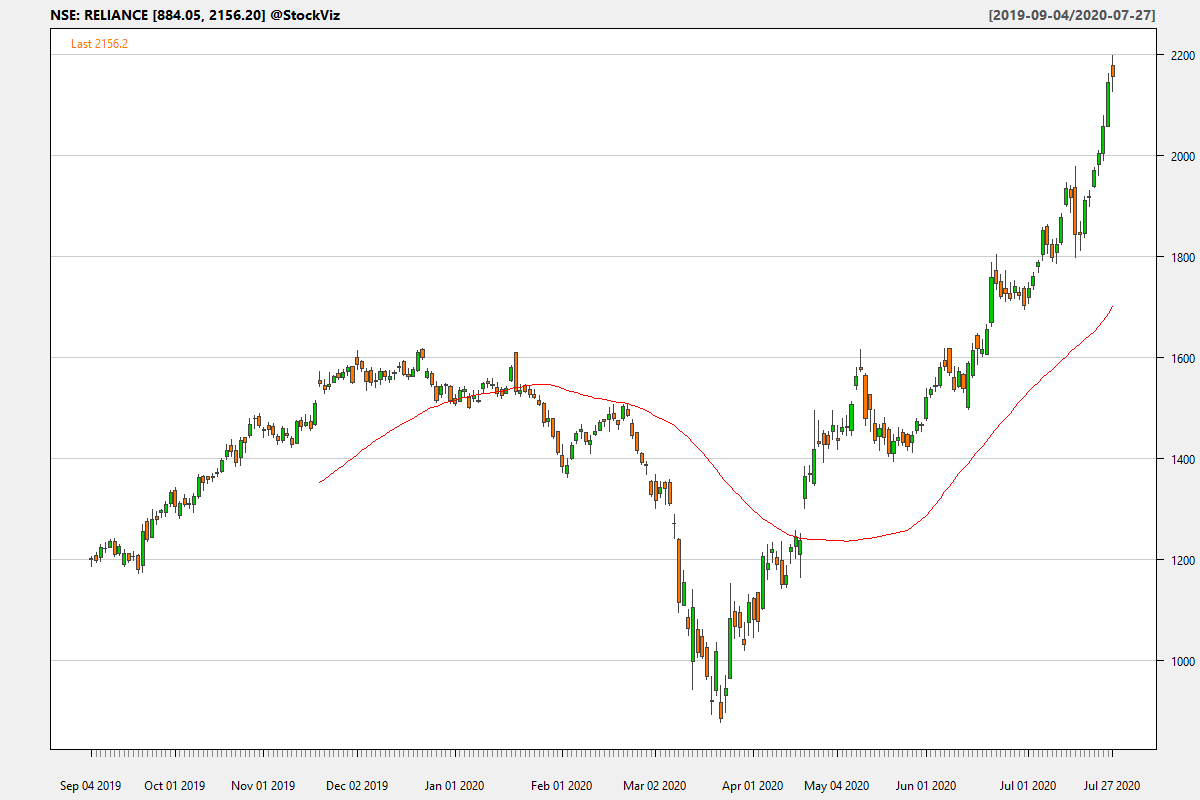 NSE: RELIANCE [884.05, 2156.20] @StockViz
[2019-09-04/2020-07-27]
Last 2156.2
2200
2000
1800
1600
1400
1200
1000
Sep 04 2019
Oct 01 2019
Nov 01 2019
Dec 02 2019
Jan 01 2020
Feb 01 2020
Mar 02 2020
Apr 01 2020
May 04 2020
Jun 01 2020
Jul 01 2020
Jul 27 2020